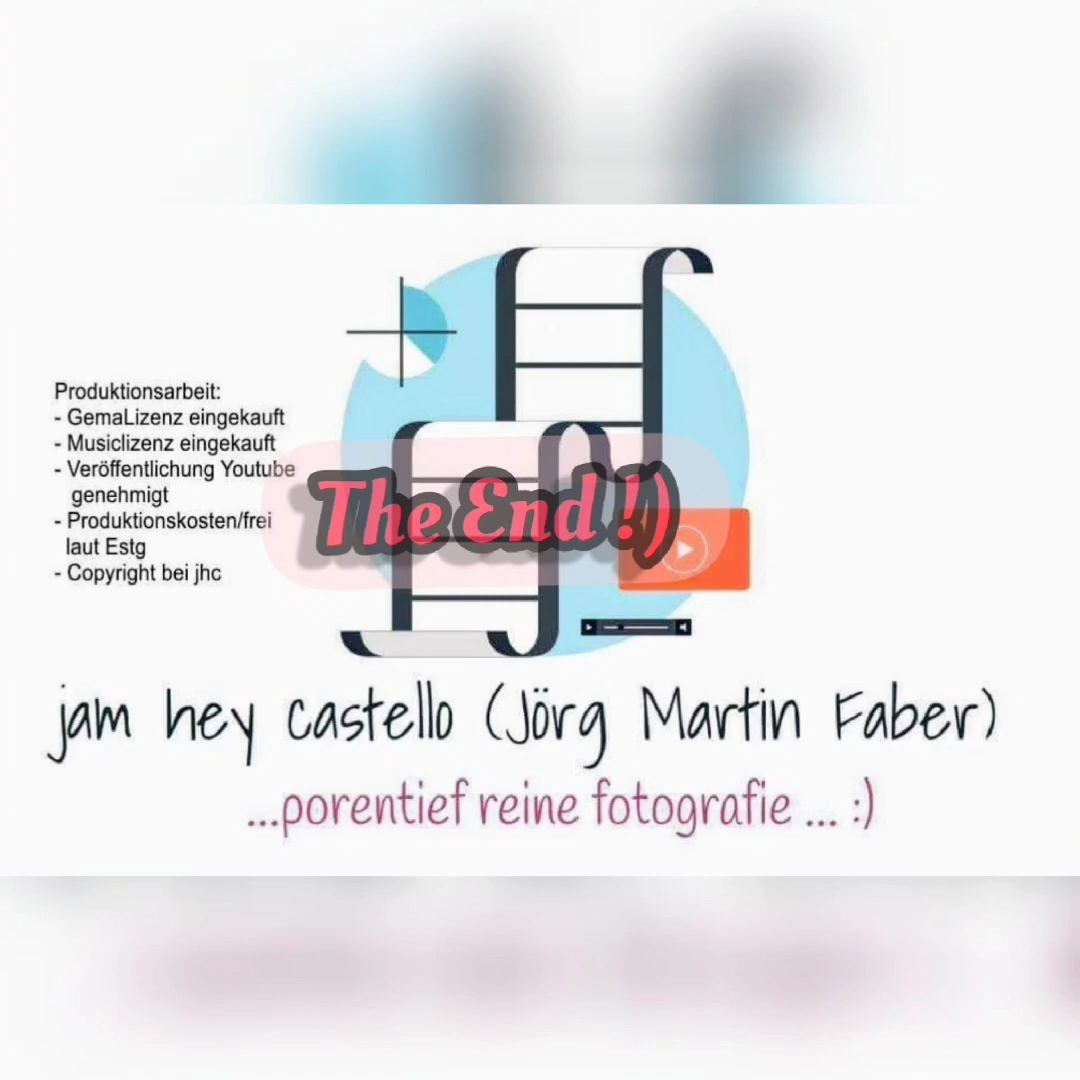 Produktionsarbeit:
- GemaLizenz eingekauft
- Musiclizenz eingekauft
- Veröffentlichung Youtube
genehmigt
- Produktionskosten/frei
laut Estg
- Copyright bei jhc
The End !)
jam hey castello (Jörg Martin Faber)
...porentief reine fotografie ... :)